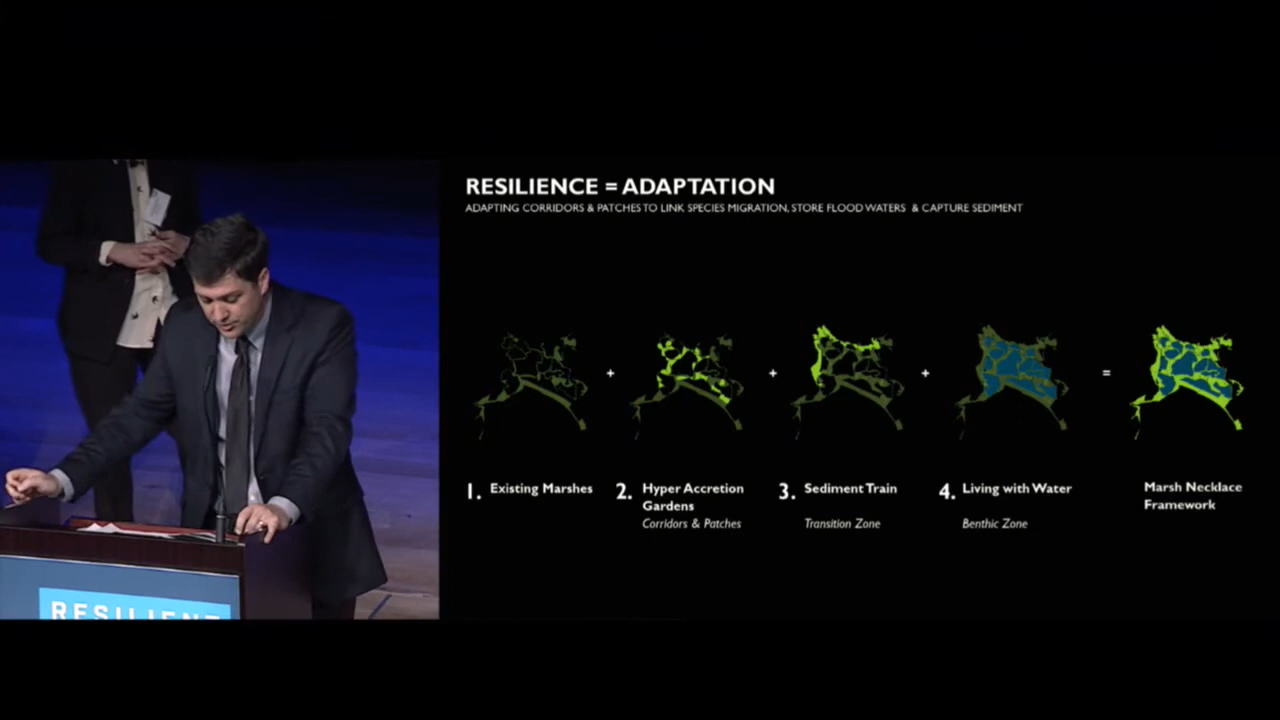 RESILIENCE = ADAPTATION
ADAPTING CORRIDORS & PATCHES TO LINK SPECIES MIGRATION, STORE FLOOD WATERS & CAPTURE SEDIMENT
+ + + =
1. Existing Marshes
2. Hyper Accretion
Gardens
Corridors & Patches
3. Sediment Train
Transition Zone
4. Living with Water
Benthic Zone
Marsh Necklace
Framework
RESILIENT